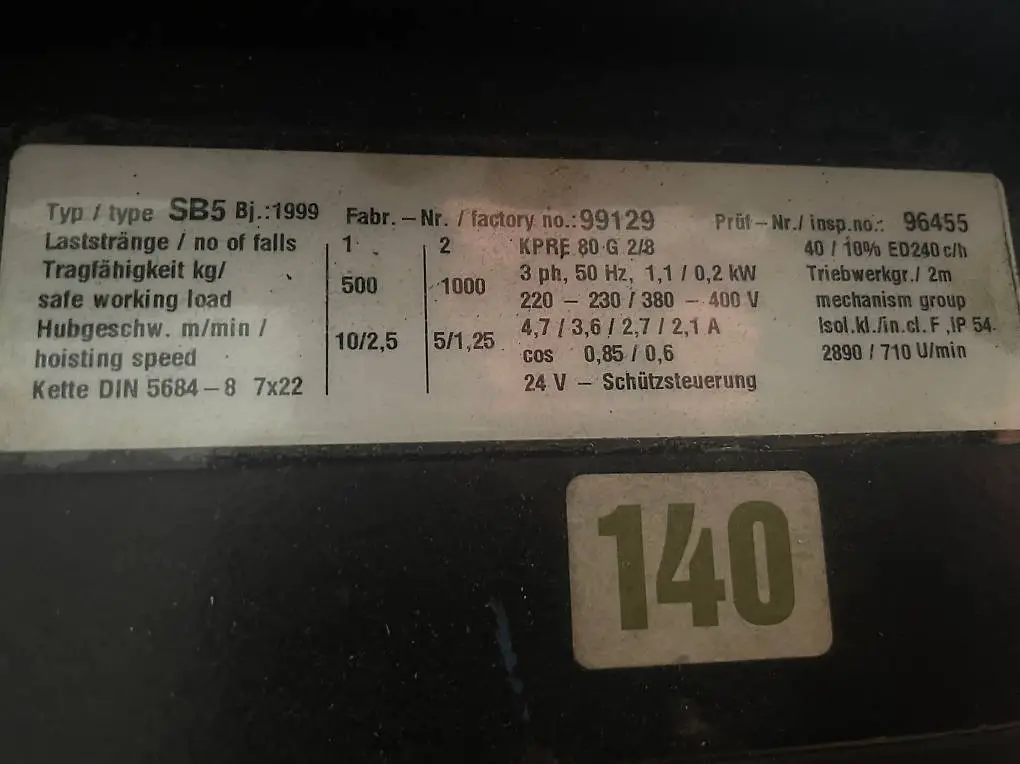 Typ / type SB5 Bj.:1999 Fabr. – Nr. / factory no.: 99129 Prüf – Nr./ insp.no.: 96455
Laststränge / no of falls 1 2 KPRF 80 G 2/8 40 / 10% ED240 c/h
Tragfähigkeit kg/ 3 ph, 50 Hz, 1,1 / 0,2 kW Triebwerkgr./ 2m
safe working load 500 1000 220 – 230 / 380 – 400 V mechanism group
Hubgeschw. m/min / 4,7 / 3,6 / 2,7 / 2,1 A Isol.kl./in.cl. F ,IP 54
hoisting speed 10/2,5 5/1,25 cos 0,85 / 0,6 2890 / 710 U/min
Kette DIN 5684 – 8 7x22 24 V – Schützsteuerung
140